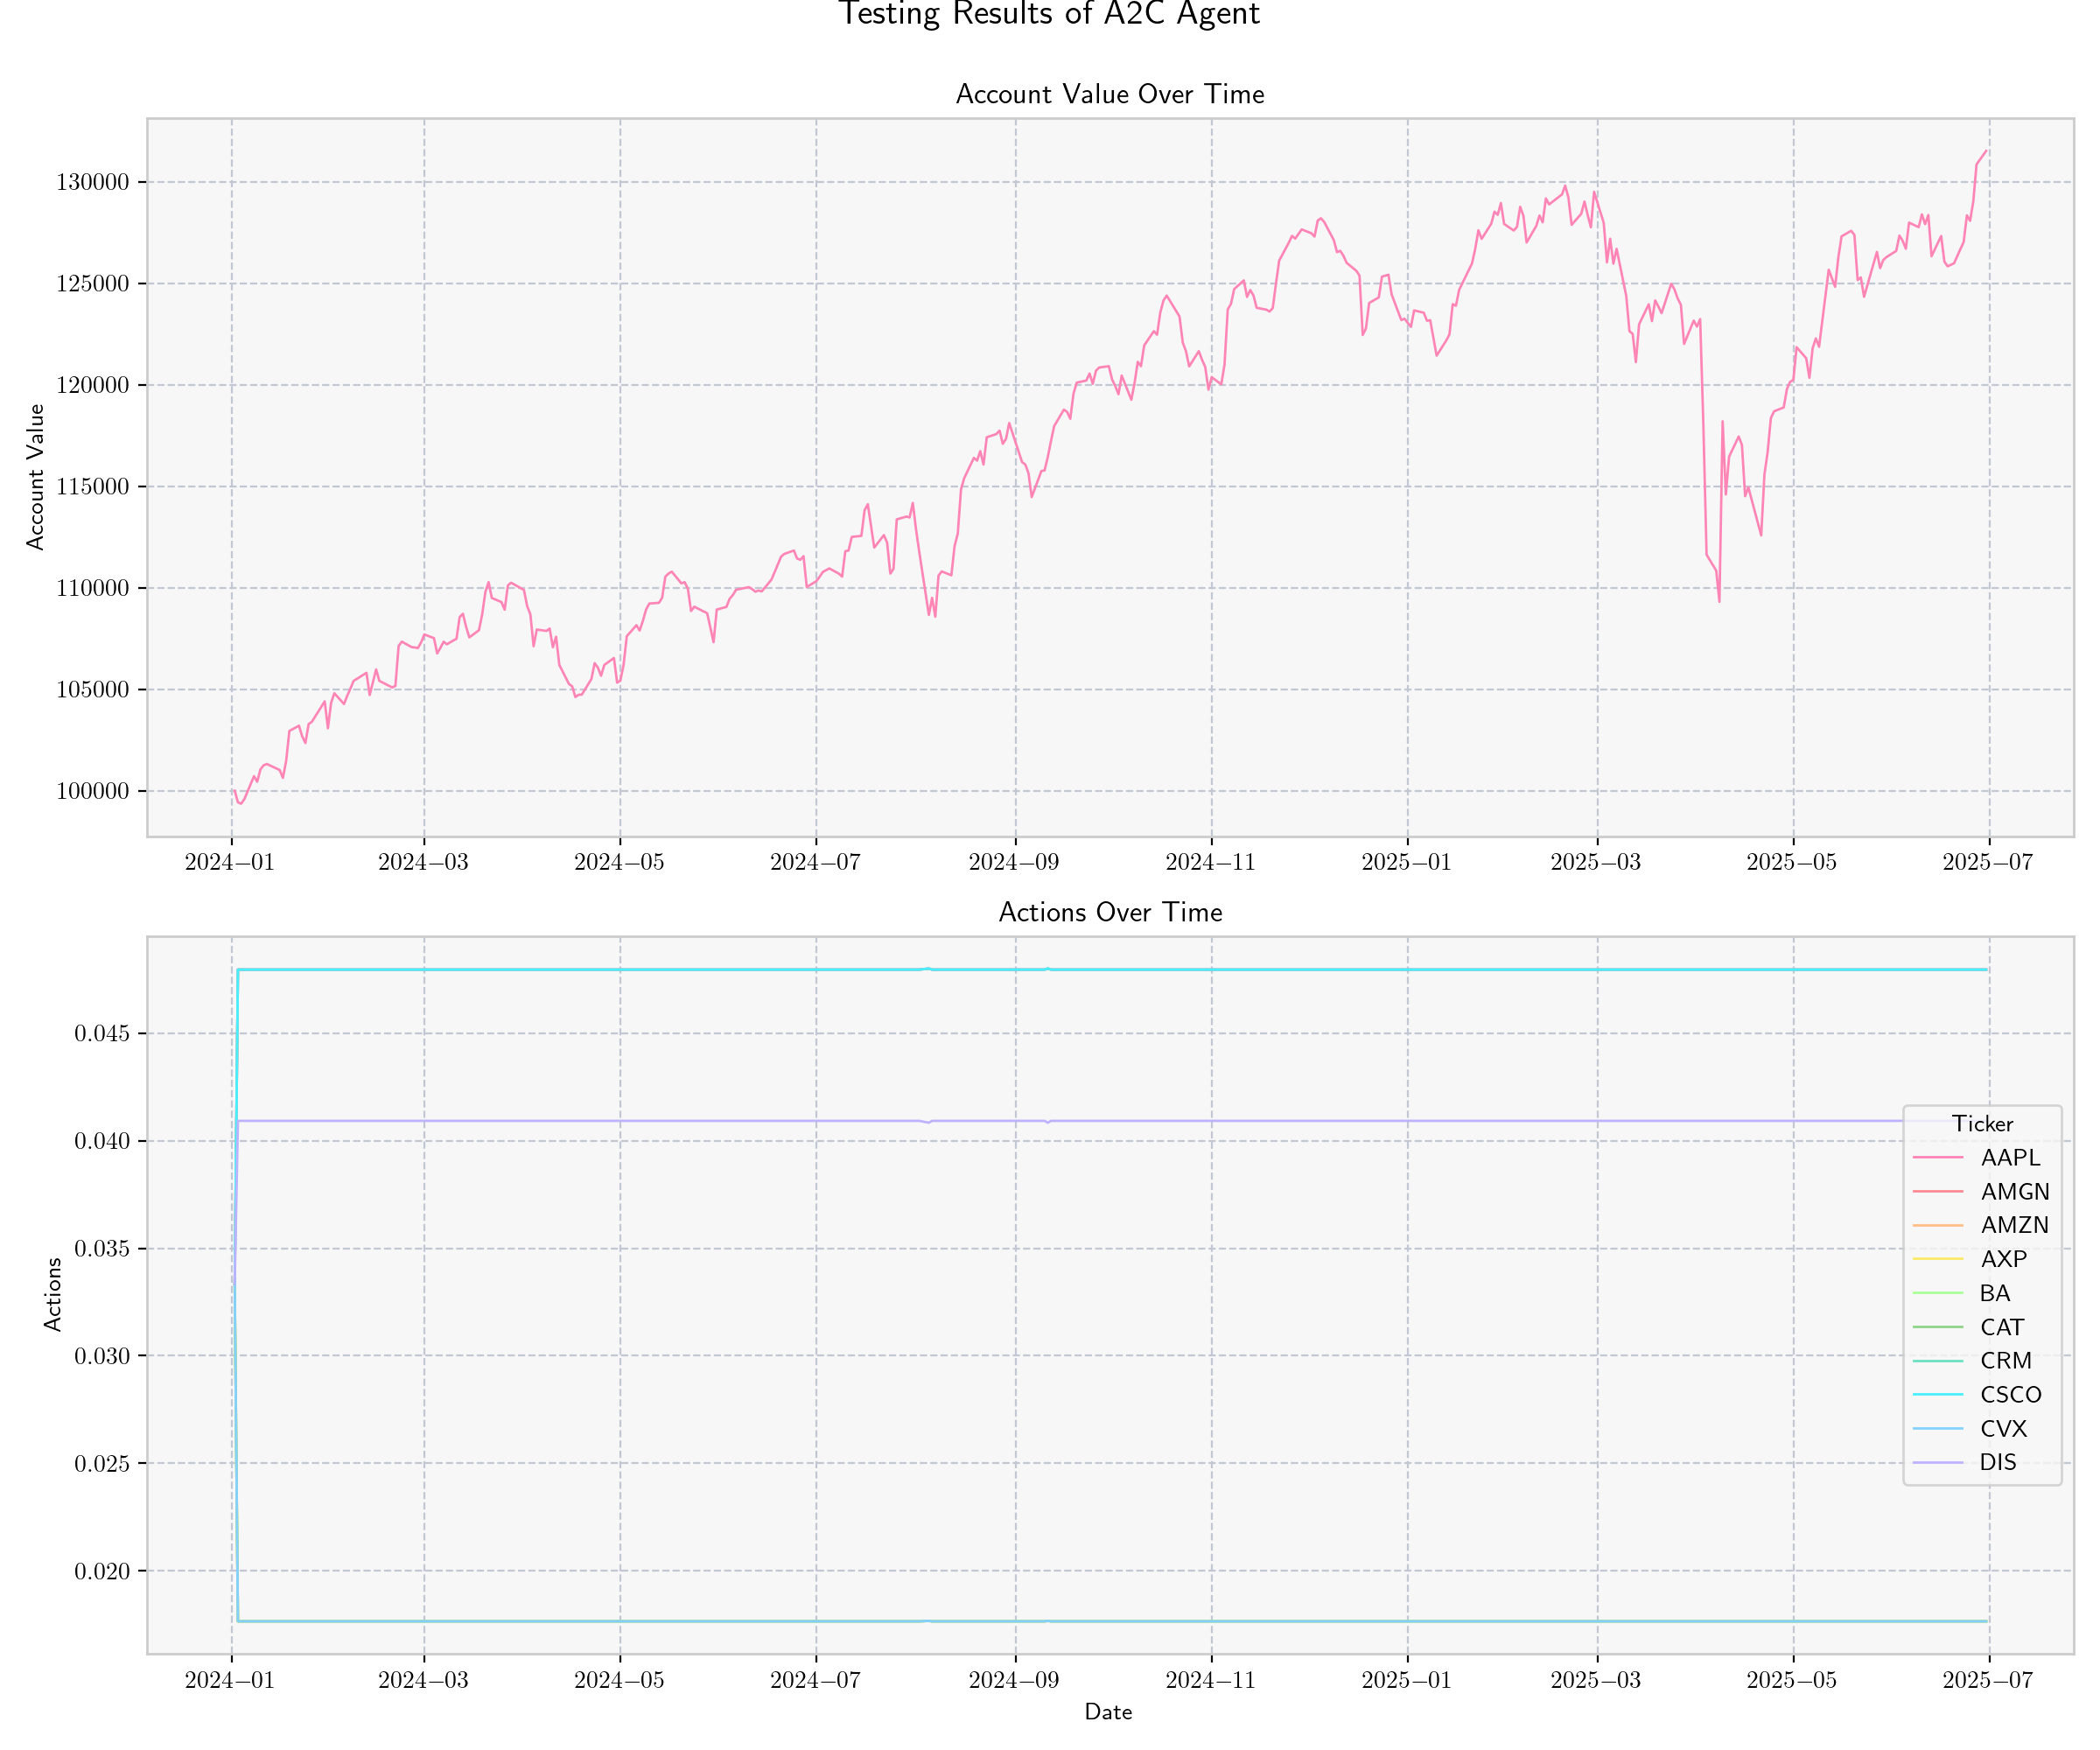 Testing Results of A2C Agent
Account Value Over Time
Account Value
130000
125000
120000
115000
110000
105000
100000
2024−01 2024−03 2024−05 2024−07 2024−09 2024−11 2025−01 2025−03 2025−05 2025−07
Actions Over Time
Actions
0.045
0.040
0.035
0.030
0.025
0.020
Ticker
AAPL
AMGN
AMZN
AXP
BA
CAT
CRM
CSCO
CVX
DIS
2024−01 2024−03 2024−05 2024−07 2024−09 2024−11 2025−01 2025−03 2025−05 2025−07
Date